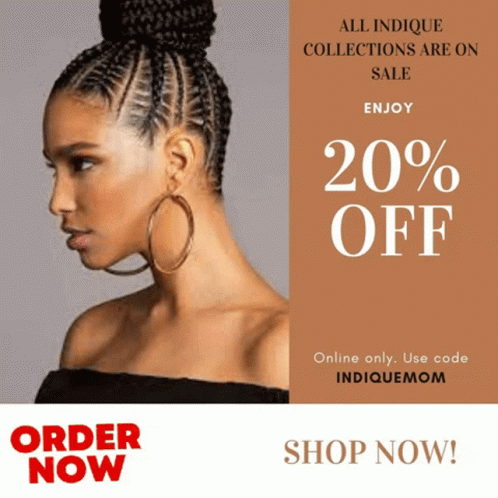 ALL INDIQUE
COLLECTIONS ARE ON
SALE
ENJOY
20%
OFF
Online only. Use code
INDIQUEMOM
ORDER
NOW
SHOP NOW!